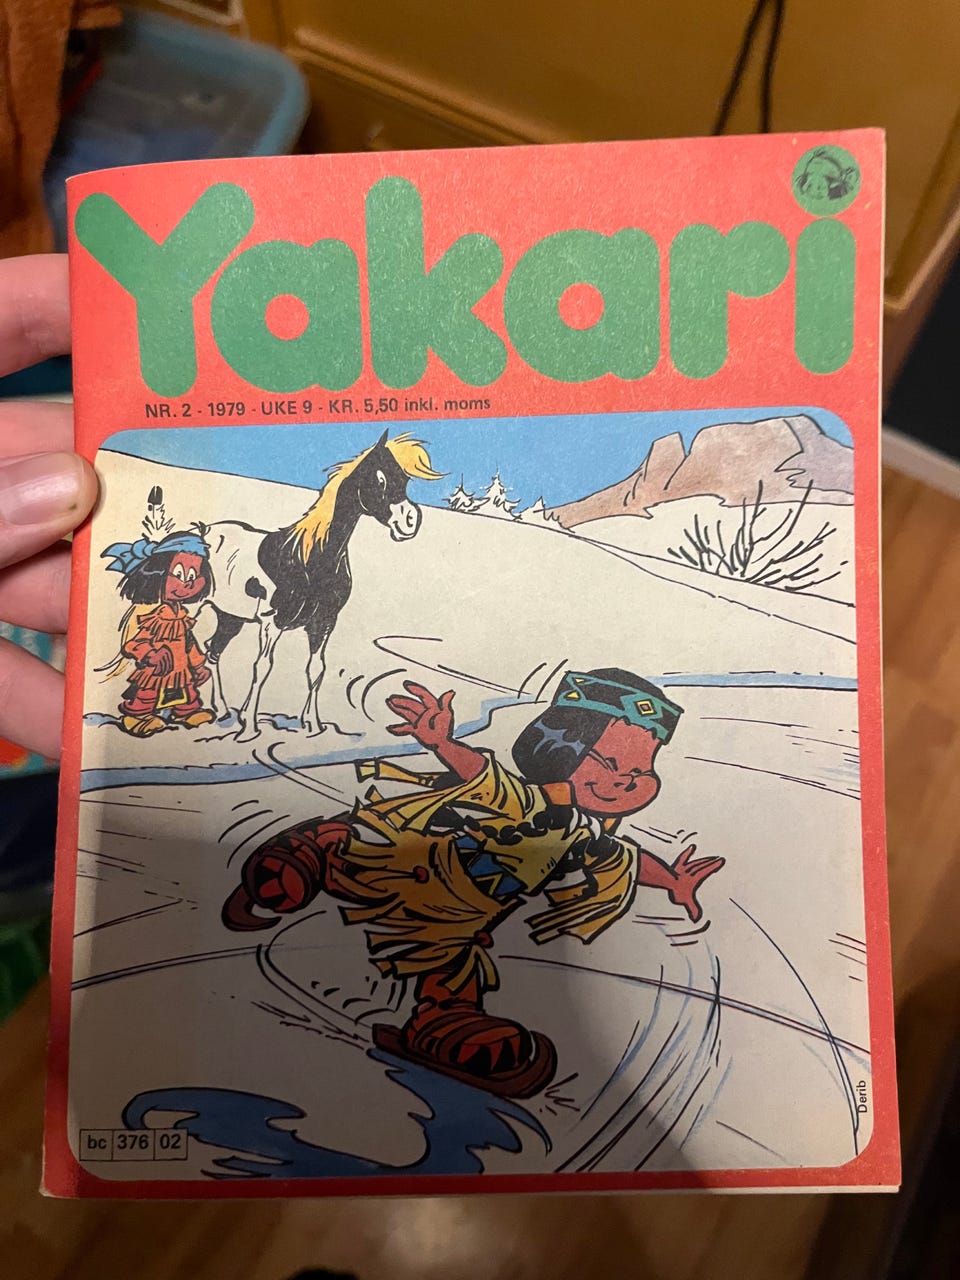 Yakari
NR. 2 - 1979 - UKE 9 - KR. 5,50 inkl. moms
Derib
bc 376 02